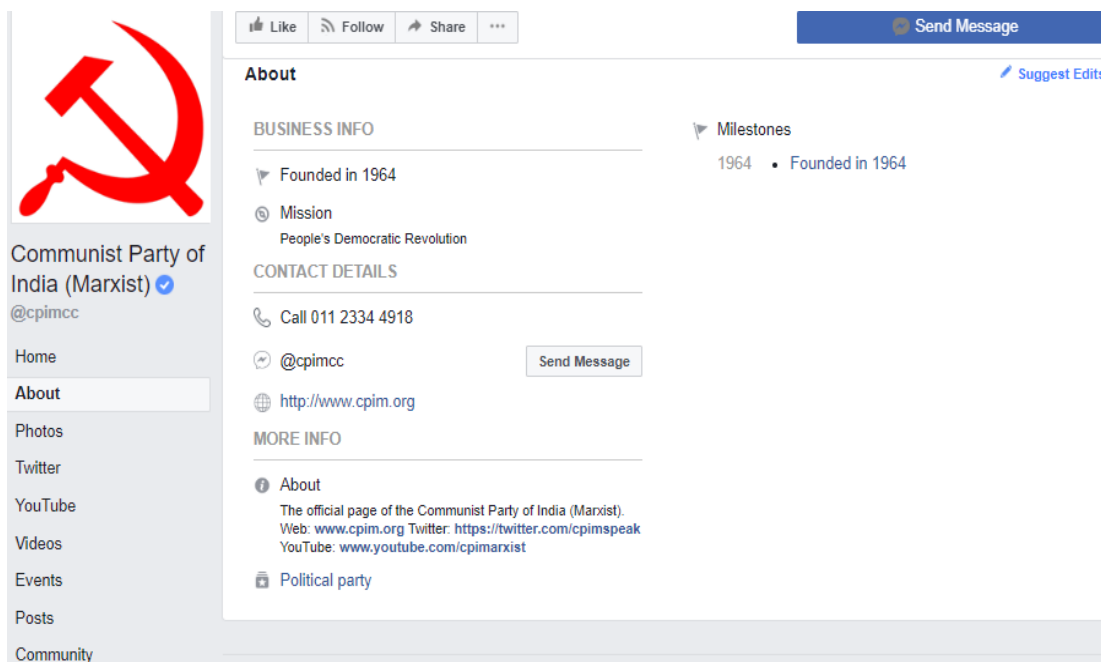 Like Follow Share ...
Send Message
About
Suggest Edits
Communist Party of
India (Marxist)
@cpimcc
Home
About
Photos
Twitter
YouTube
Videos
Events
Posts
Community
BUSINESS INFO
Founded in 1964
Mission
People's Democratic Revolution
CONTACT DETAILS
Call 011 2334 4918
@cpimcc Send Message
http://www.cpim.org
MORE INFO
About
The official page of the Communist Party of India (Marxist).
Web: www.cpim.org Twitter: https://twitter.com/cpimspeak
YouTube: www.youtube.com/cpimarxist
Political party
Milestones
1964 • Founded in 1964